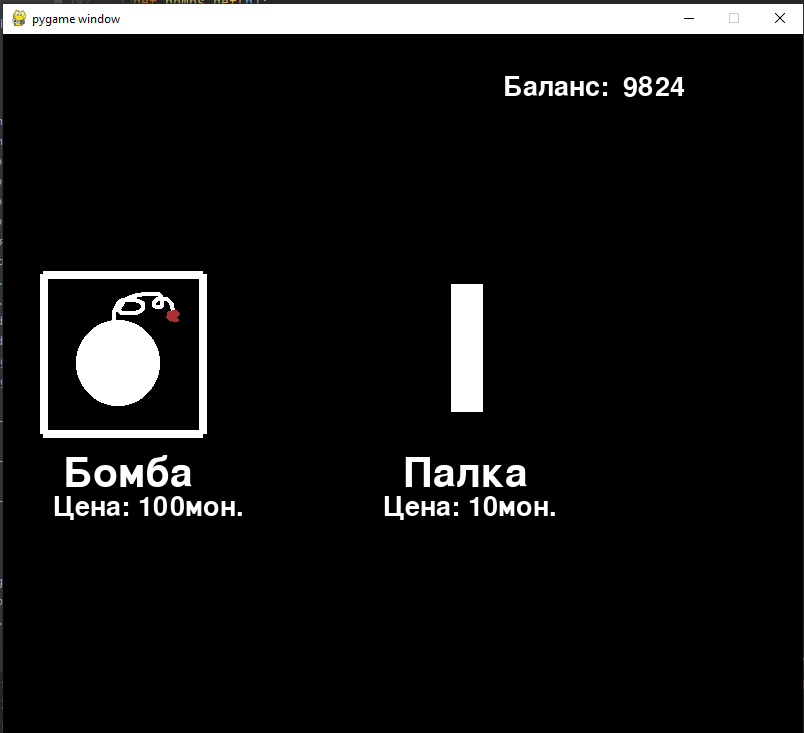 pygame window
Баланс: 9824
Бомба
Цена: 100мон.
Палка
Цена: 10мон.